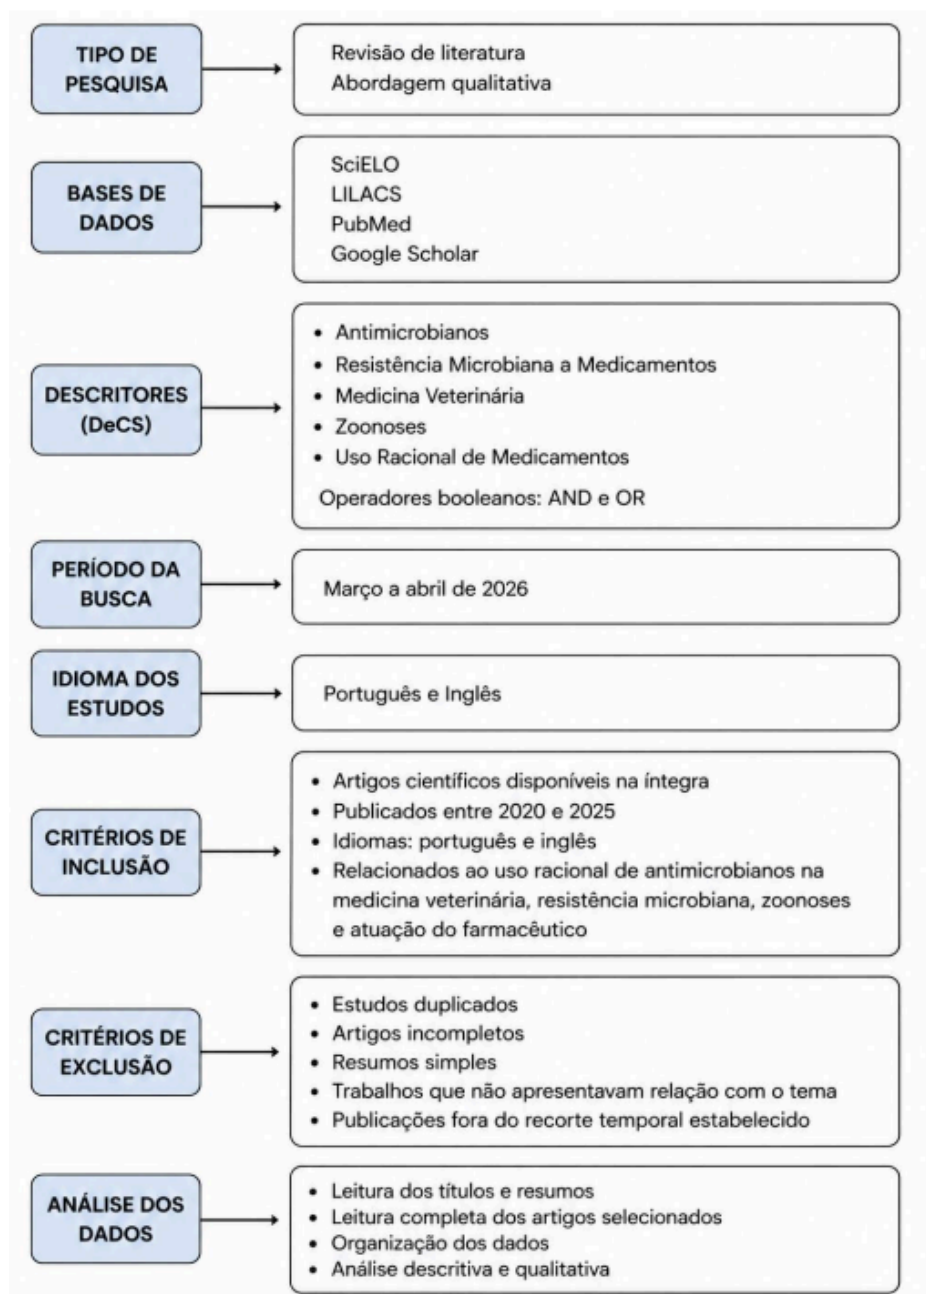 TIPO DE
PESQUISA
Revisão de literatura
Abordagem qualitativa
BASES DE
DADOS
SciELO
LILACS
PubMed
Google Scholar
DESCRITORES
(DeCS)
• Antimicrobianos
• Resistência Microbiana a Medicamentos
• Medicina Veterinária
• Zoonoses
• Uso Racional de Medicamentos
Operadores booleanos: AND e OR
PERÍODO DA
BUSCA
Março a abril de 2026
IDIOMA DOS
ESTUDOS
Português e Inglês
CRITÉRIOS DE
INCLUSÃO
• Artigos científicos disponíveis na íntegra
• Publicados entre 2020 e 2025
• Idiomas: português e inglês
• Relacionados ao uso racional de antimicrobianos na
medicina veterinária, resistência microbiana, zoonoses
e atuação do farmacêutico
CRITÉRIOS DE
EXCLUSÃO
• Estudos duplicados
• Artigos incompletos
• Resumos simples
• Trabalhos que não apresentavam relação com o tema
• Publicações fora do recorte temporal estabelecido
ANÁLISE DOS
DADOS
• Leitura dos títulos e resumos
• Leitura completa dos artigos selecionados
• Organização dos dados
• Análise descritiva e qualitativa